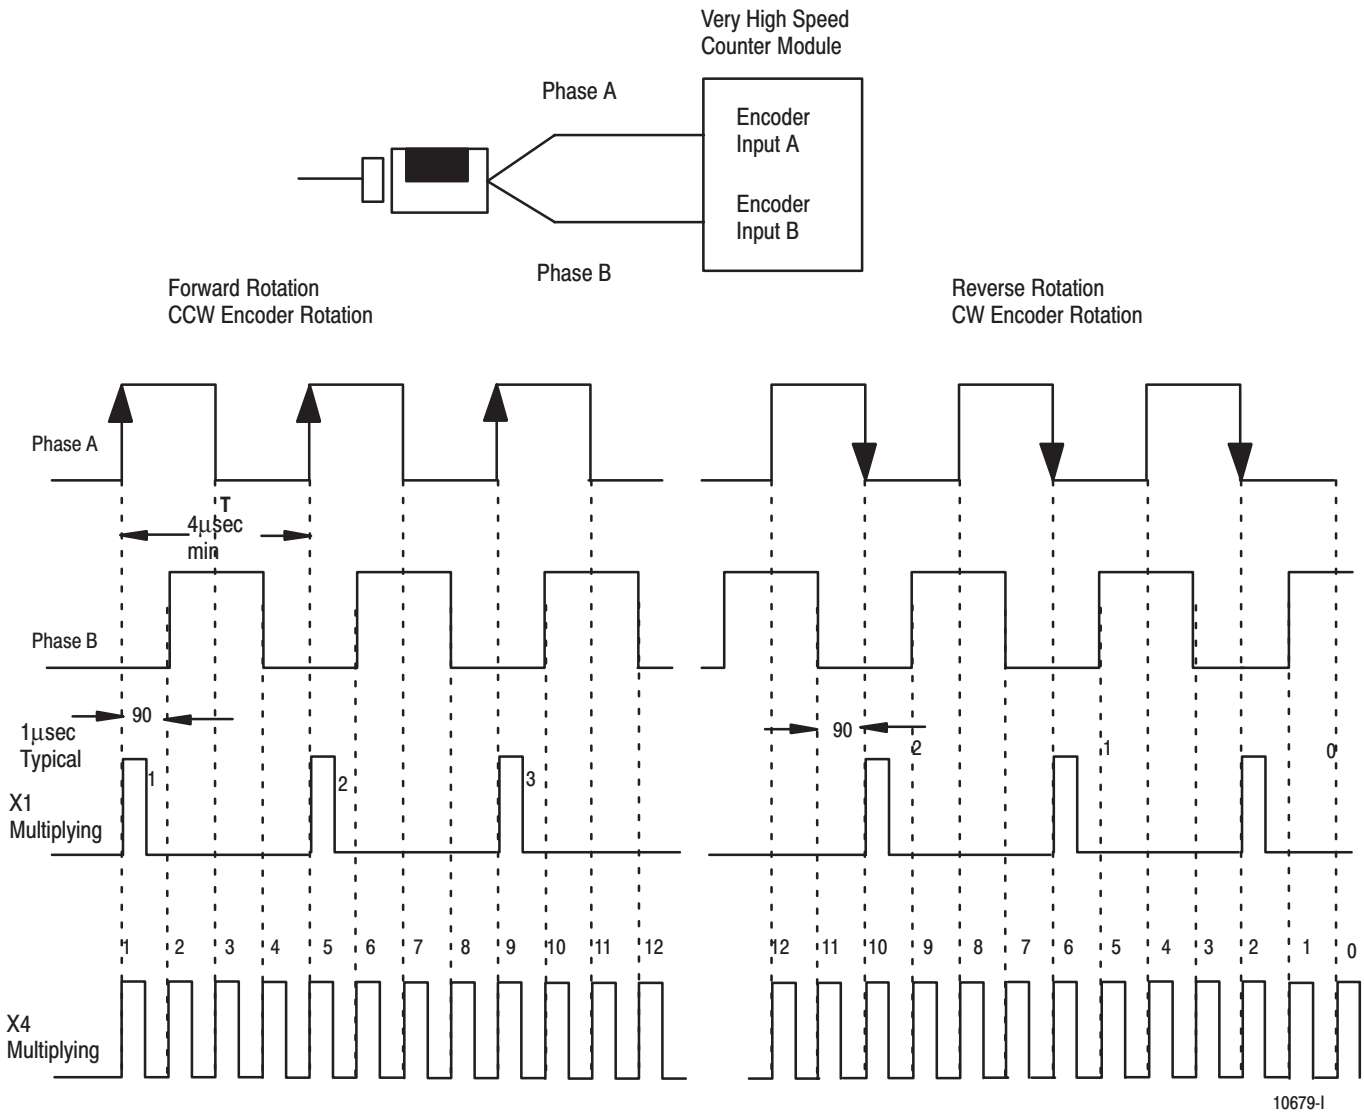 Very High Speed
Counter Module
Phase A
Encoder
Input A
Encoder
Input B
Phase B
Forward Rotation
CCW Encoder Rotation
Reverse Rotation
CW Encoder Rotation
Phase A
T
4µsec
min
Phase B
90
1µsec
Typical
90
2
1
0
1
2
3
X1
Multiplying
1 2 3 4 5 6 7 8 9 10 11 12
12 11 10 9 8 7 6 5 4 3 2 1 0
X4
Multiplying
10679-I